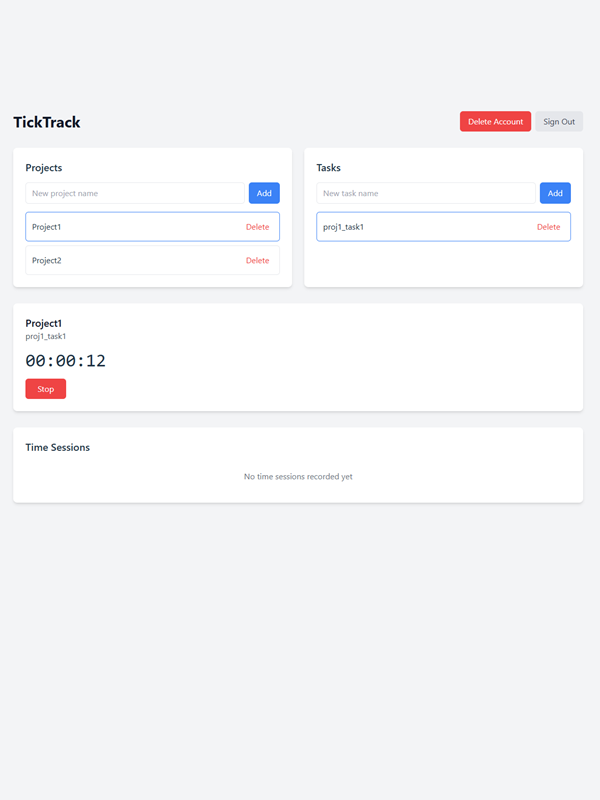 TickTrack
Delete Account
Sign Out
Projects
New project name
Add
Project1
Delete
Project2
Delete
Tasks
New task name
Add
proj1_task1
Delete
Project1
proj1_task1
00:00:12
Stop
Time Sessions
No time sessions recorded yet